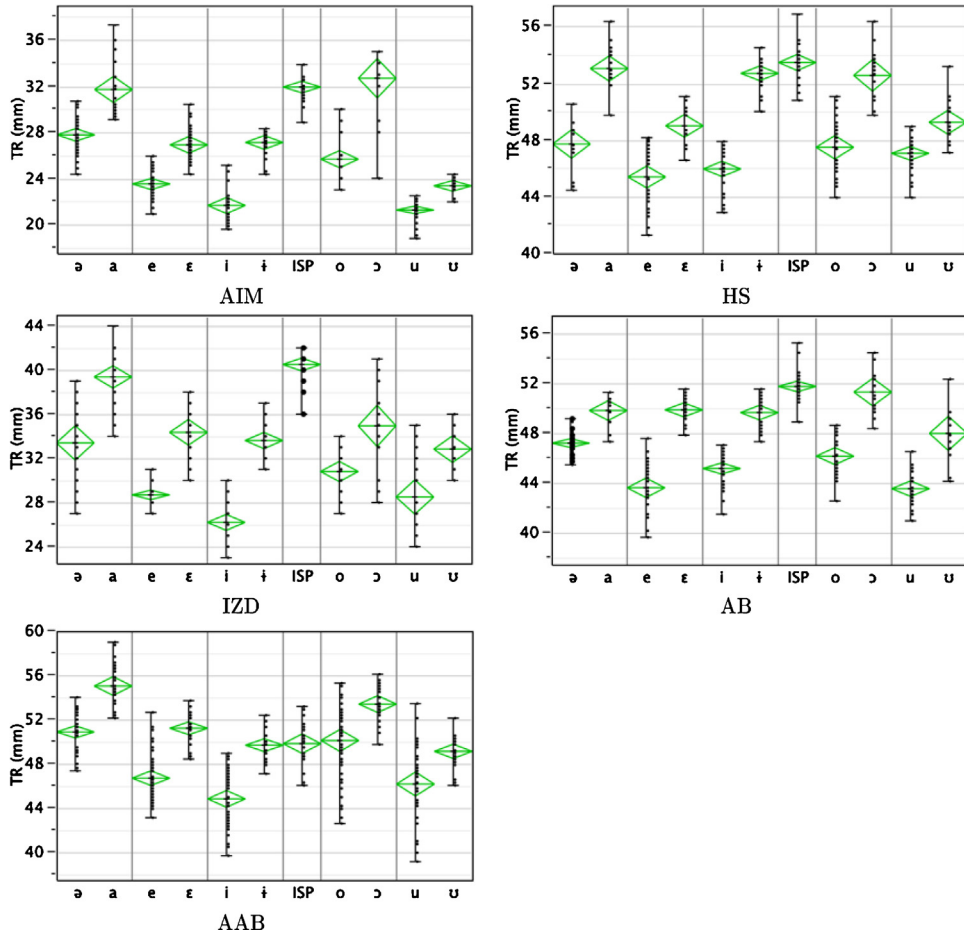 36
32
28
24
20
TR (mm)
ə a e ɛ i ɨ ISP o ɔ u ʊ
AIM
56
52
48
44
40
TR (mm)
ə a e ɛ i ɨ ISP o ɔ u ʊ
HS
44
40
36
32
28
24
TR (mm)
ə a e ɛ i ɨ ISP o ɔ u ʊ
IZD
56
52
48
44
40
TR (mm)
ə a e ɛ i ɨ ISP o ɔ u ʊ
AB
60
56
52
48
44
40
TR (mm)
ə a e ɛ i ɨ ISP o ɔ u ʊ
AAB